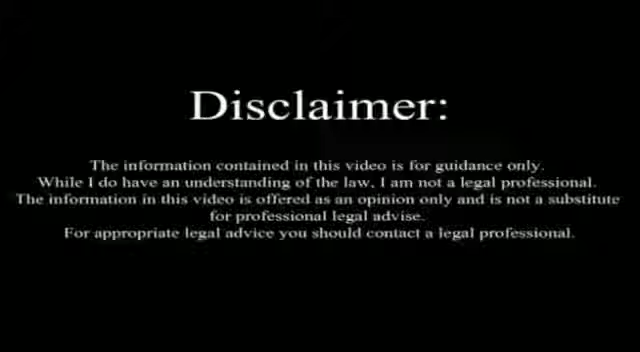 Disclaimer:
The information contained in this video is for guidance only.
While I do have an understanding of the law, I am not a legal professional.
The information in this video is offered as an opinion only and is not a substitute
for professional legal advise.
For appropriate legal advice you should contact a legal professional.